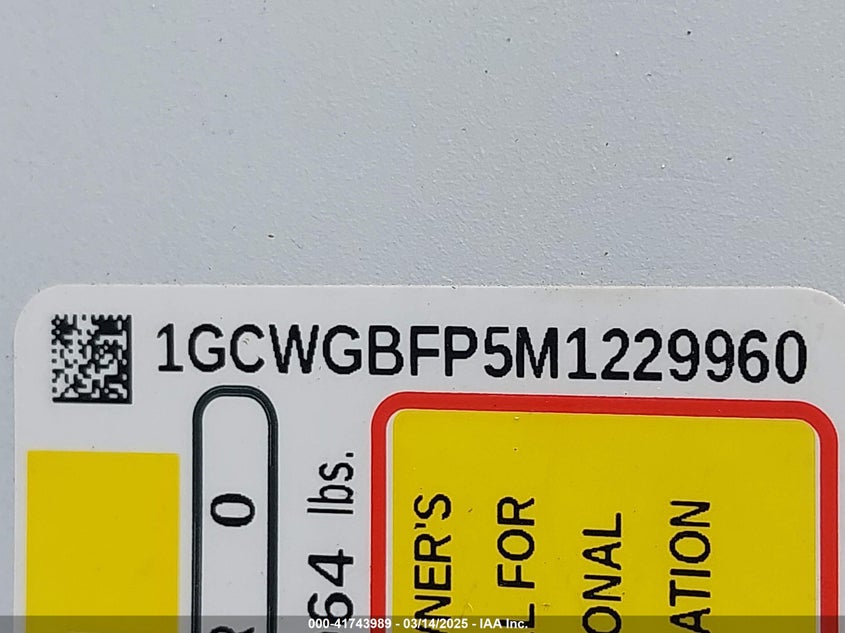 1GCWGBFP5M1229960
0
64 lbs.
NER'S
FOR
ONAL
ATION
000-41743989 - 03/14/2025 - IAA Inc.